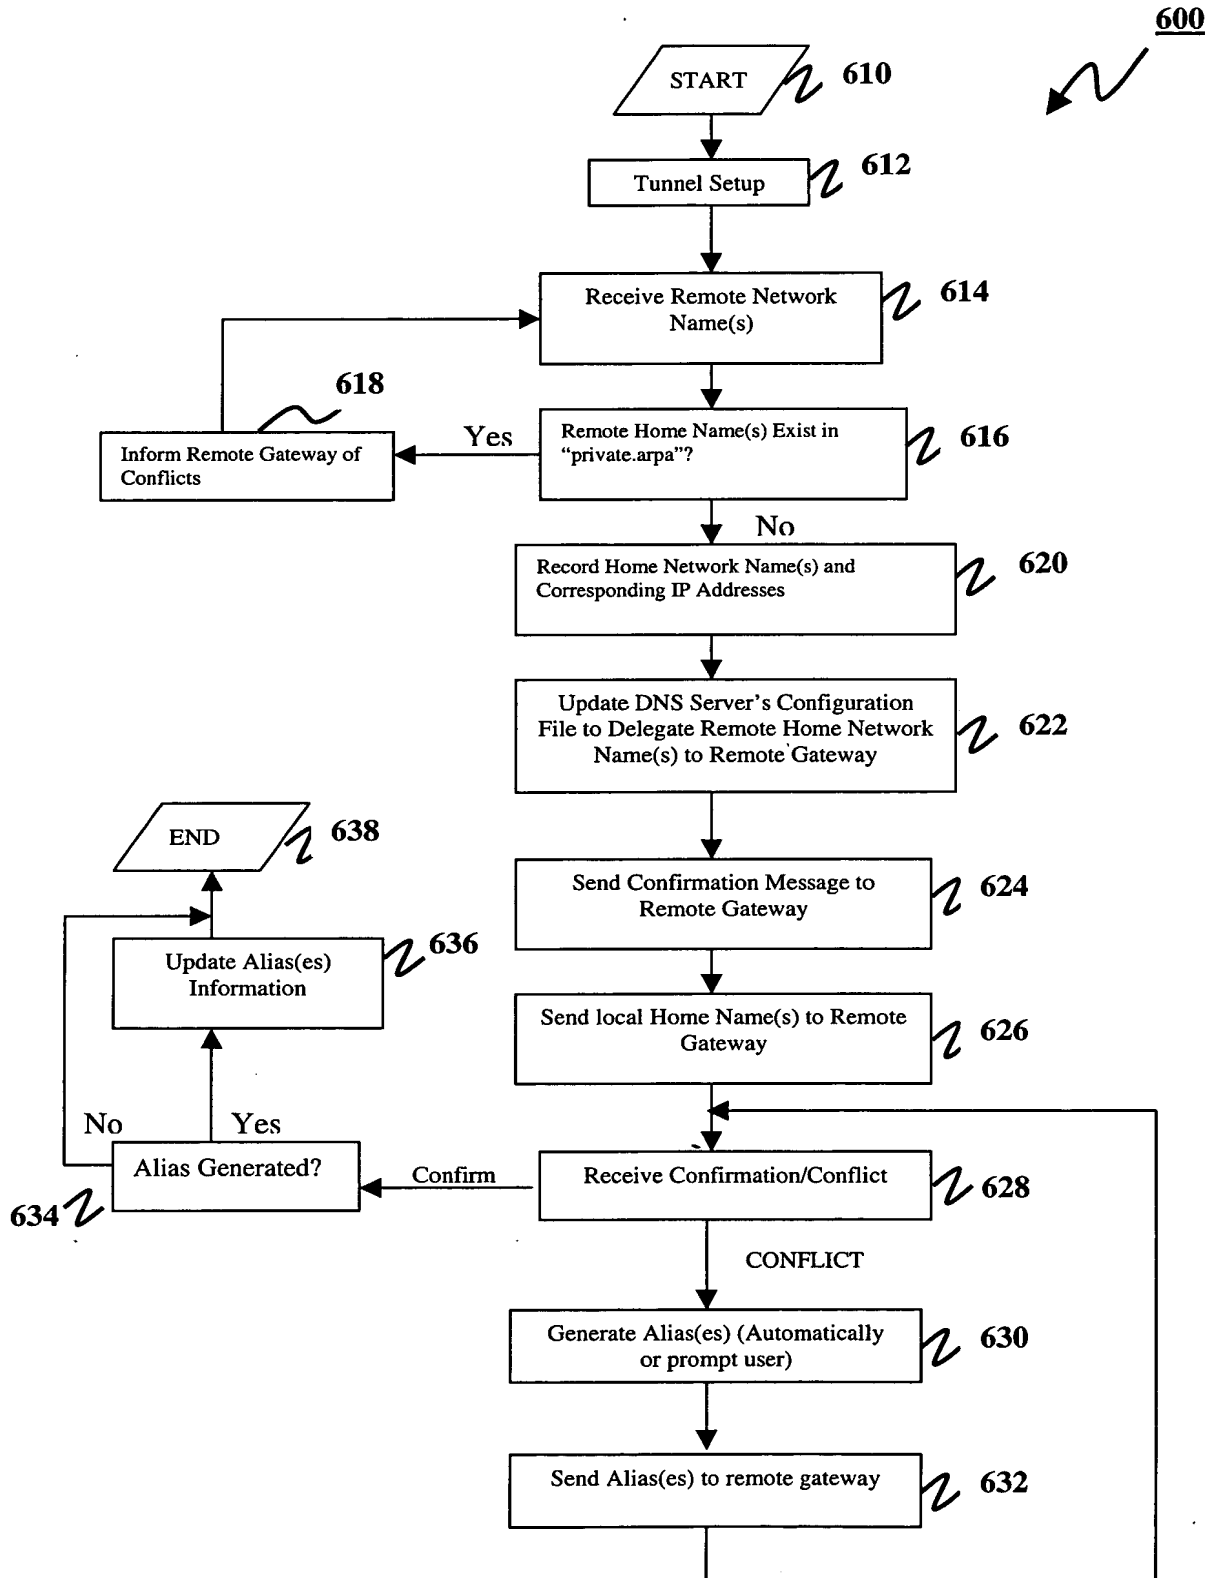 600
START
610
Tunnel Setup
612
Receive Remote Network
Name(s)
614
618
Remote Home Name(s) Exist in
"private.arpa"?
616
Yes
Inform Remote Gateway of
Conflicts
No
Record Home Network Name(s) and
Corresponding IP Addresses
620
Update DNS Server's Configuration
File to Delegate Remote Home Network
Name(s) to Remote Gateway
622
END
638
Send Confirmation Message to
Remote Gateway
624
Update Alias(es)
Information
636
Send local Home Name(s) to Remote
Gateway
626
No
Yes
Alias Generated?
634
Confirm
Receive Confirmation/Conflict
628
CONFLICT
Generate Alias(es) (Automatically
or prompt user)
630
Send Alias(es) to remote gateway
632